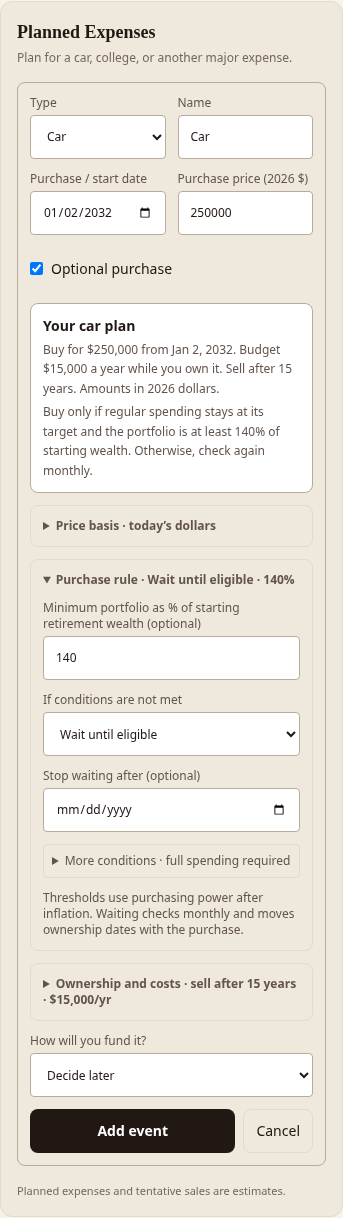 Planned Expenses
Plan for a car, college, or another major expense.
Type
Name
Car
Car
Purchase / start date
Purchase price (2026 $)
01/02/2032
250000
Optional purchase
Your car plan
Buy for $250,000 from Jan 2, 2032. Budget
$15,000 a year while you own it. Sell after 15
years. Amounts in 2026 dollars.
Buy only if regular spending stays at its
target and the portfolio is at least 140% of
starting wealth. Otherwise, check again
monthly.
Price basis · today's dollars
Purchase rule · Wait until eligible · 140%
Minimum portfolio as % of starting
retirement wealth (optional)
140
If conditions are not met
Wait until eligible
Stop waiting after (optional)
mm/dd/yyyy
More conditions · full spending required
Thresholds use purchasing power after
inflation. Waiting checks monthly and moves
ownership dates with the purchase.
Ownership and costs · sell after 15 years
· $15,000/yr
How will you fund it?
Decide later
Add event
Cancel
Planned expenses and tentative sales are estimates.